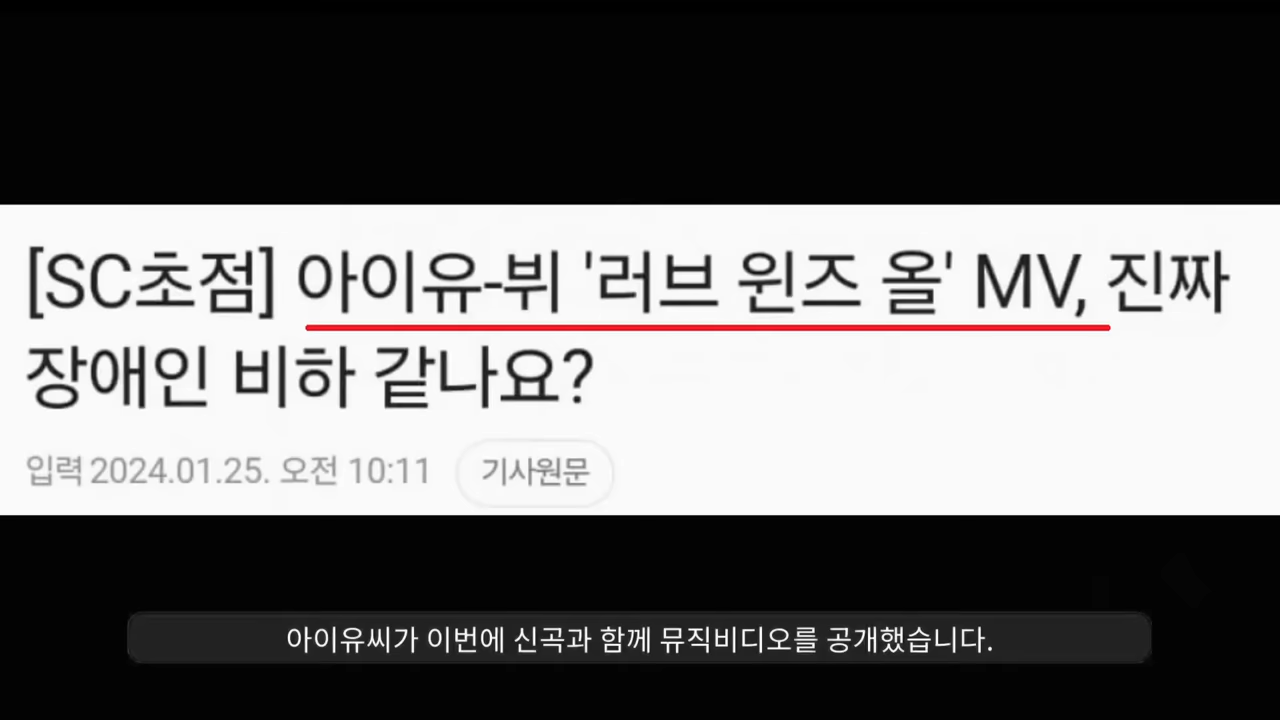 [SC초점] 아이유-뷔 '러브 윈즈 올' MV, 진짜
장애인 비하 같나요?
입력 2024.01.25. 오전 10:11 기사원문
아이유씨가 이번에 신곡과 함께 뮤직비디오를 공개했습니다.